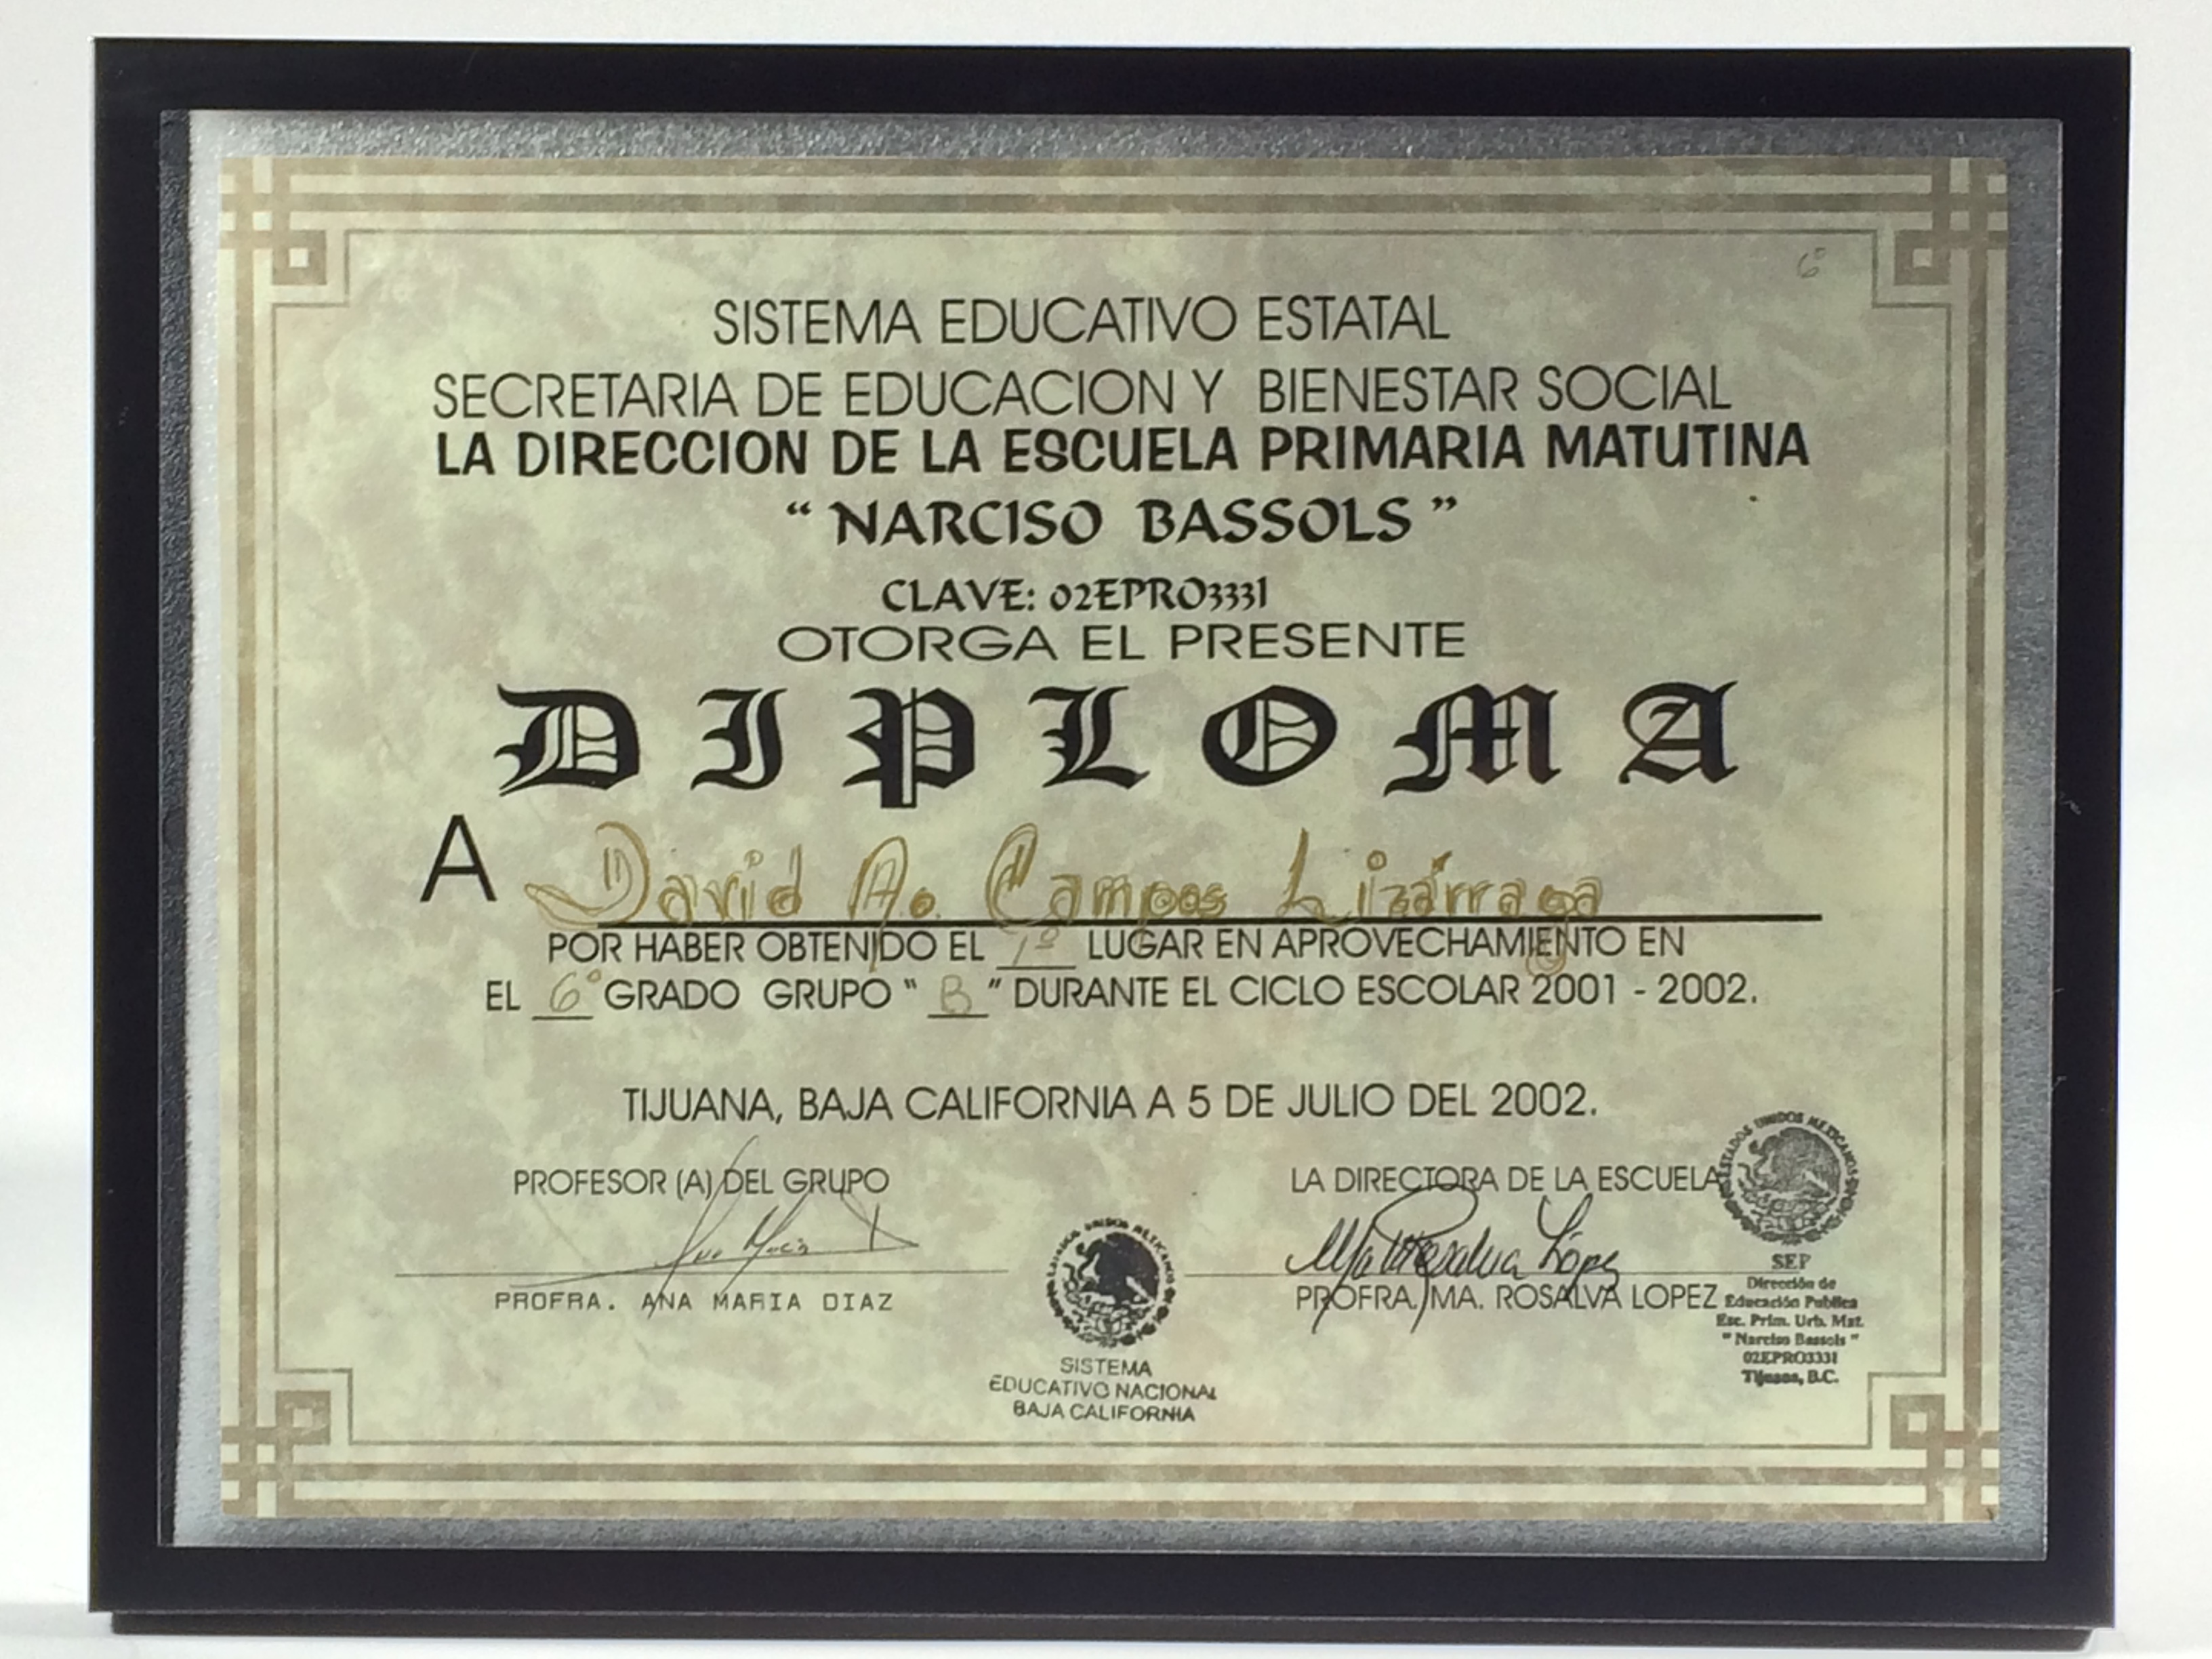 6°
SISTEMA EDUCATIVO ESTATAL
SECRETARIA DE EDUCACION Y BIENESTAR SOCIAL
LA DIRECCION DE LA ESCUELA PRIMARIA MATUTINA
“ NARCISO BASSOLS ”
CLAVE: 02EPRO3331
OTORGA EL PRESENTE
DIPLOMA
A David A. Campos Lizárraga
POR HABER OBTENIDO EL 1º LUGAR EN APROVECHAMIENTO EN
EL 6° GRADO GRUPO " B " DURANTE EL CICLO ESCOLAR 2001 - 2002.
TIJUANA, BAJA CALIFORNIA A 5 DE JULIO DEL 2002.
PROFESOR (A) DEL GRUPO
PROFRA. ANA MARIA DIAZ
LA DIRECTORA DE LA ESCUELA
Ma Rosalva López
PROFRA. MA. ROSALVA LOPEZ
ESTADOS UNIDOS MEXICANOS
SISTEMA
EDUCATIVO NACIONAL
BAJA CALIFORNIA
ESTADOS UNIDOS MEXICANOS
SEP
Dirección de
Educación Publica
Esc. Prim. Urb. Mat.
" Narciso Bassols "
02EPRO3331
Tijuana, B.C.